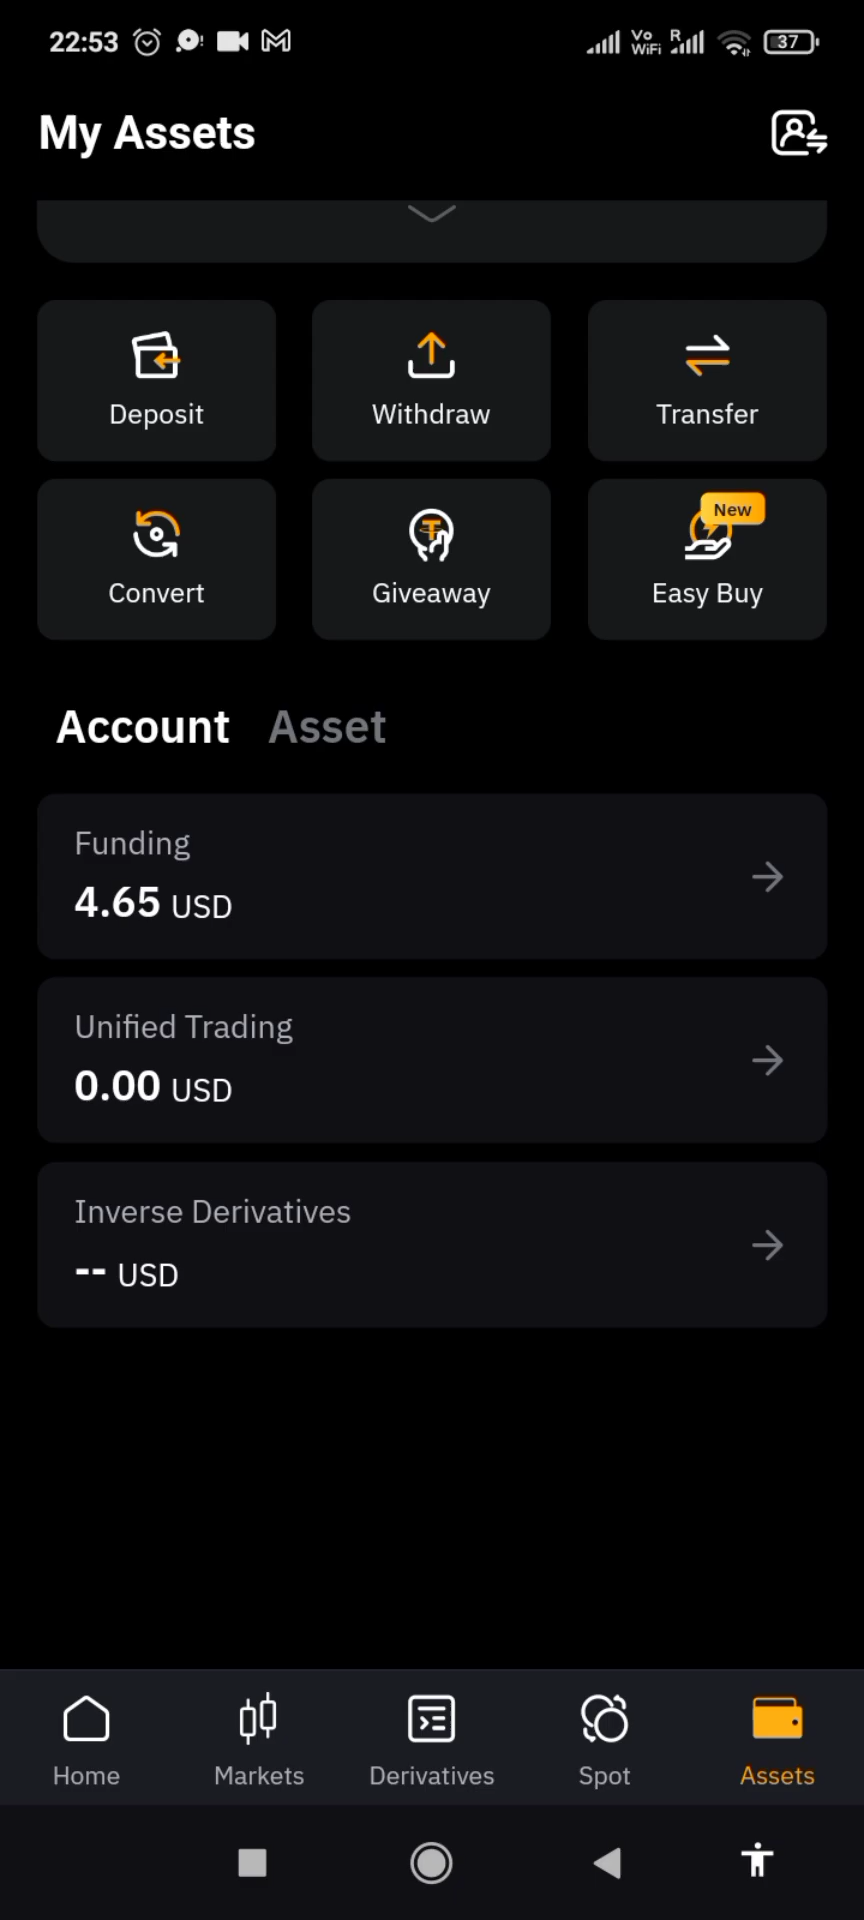 22:53
Vo
WiFi
R
37
My Assets
Deposit
Withdraw
Transfer
New
Convert
Giveaway
Easy Buy
Account
Asset
Funding
4.65 USD
Unified Trading
0.00 USD
Inverse Derivatives
-- USD
Home
Markets
Derivatives
Spot
Assets